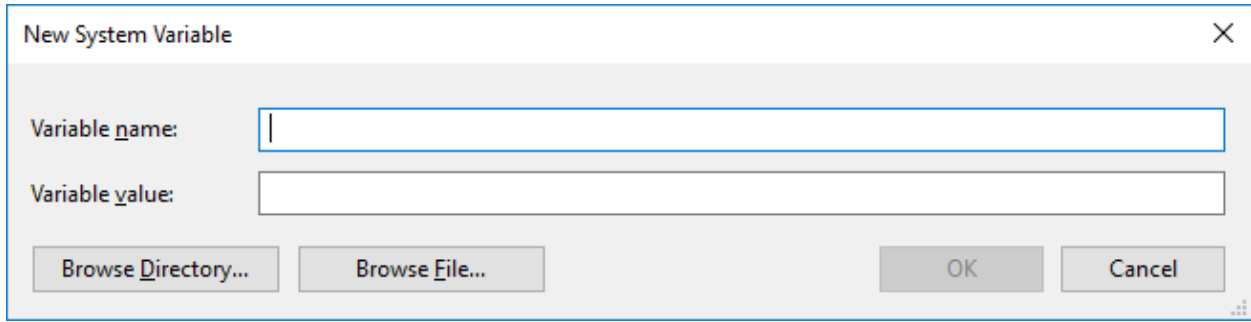 New System Variable
Variable name:
Variable value:
Browse Directory... Browse File... OK Cancel